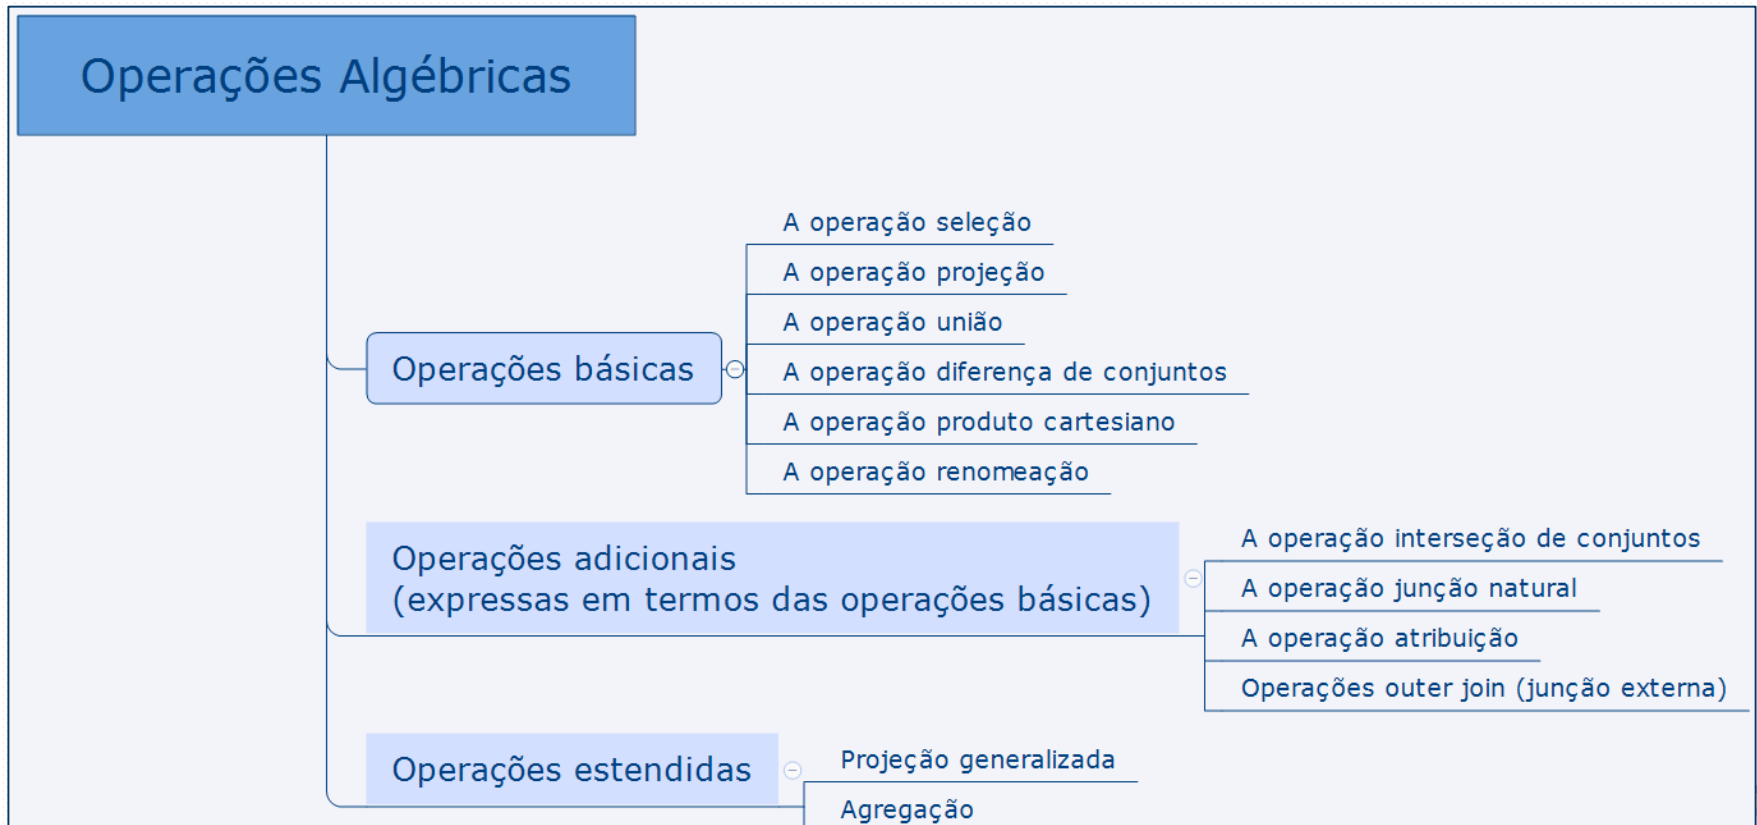 Operações Algébricas
Operações básicas
A operação seleção
A operação projeção
A operação união
A operação diferença de conjuntos
A operação produto cartesiano
A operação renomeação
Operações adicionais
(expressas em termos das operações básicas)
A operação interseção de conjuntos
A operação junção natural
A operação atribuição
Operações outer join (junção externa)
Operações estendidas
Projeção generalizada
Agregação